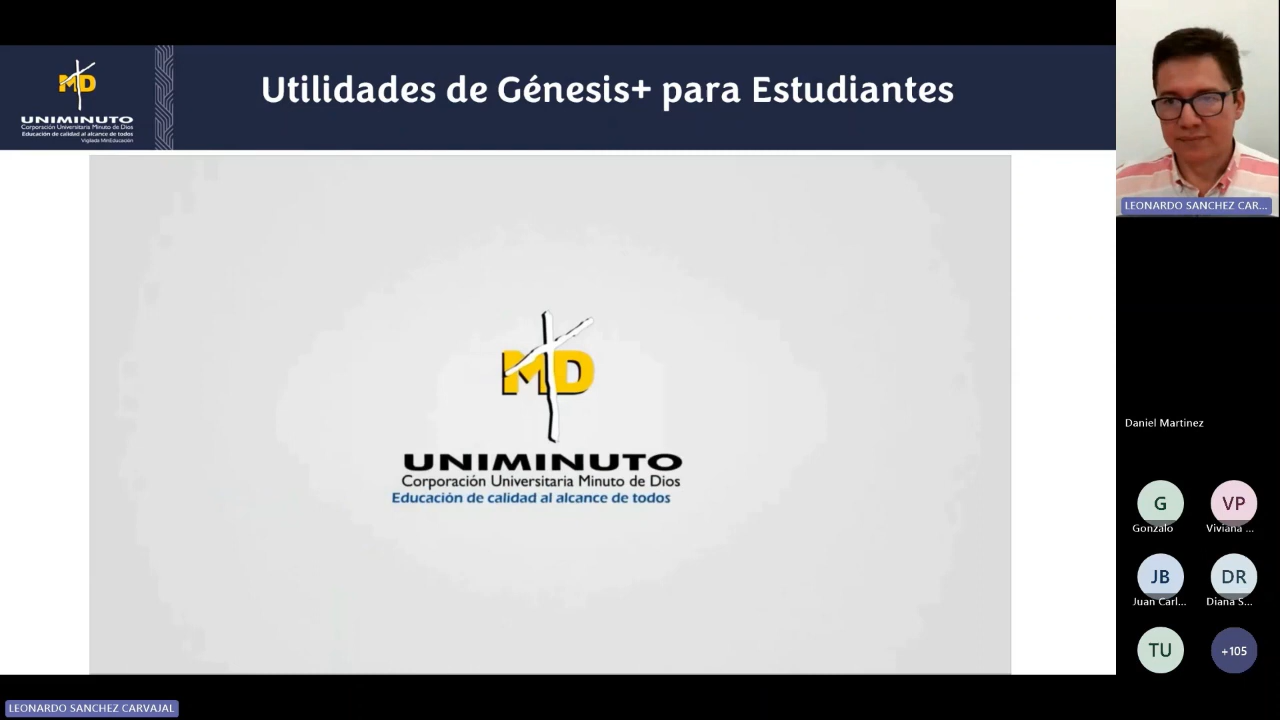 MD
UNIMINUTO
Corporación Universitaria Minuto de Dios
Educación de calidad al alcance de todos
Vigilada MinEducación
Utilidades de Génesis+ para Estudiantes
MD
UNIMINUTO
Corporación Universitaria Minuto de Dios
Educación de calidad al alcance de todos
LEONARDO SANCHEZ CAR...
Daniel Martinez
G
Gonzalo
VP
Viviana ...
JB
Juan Carl...
DR
Diana S...
TU
+105
LEONARDO SANCHEZ CARVAJAL